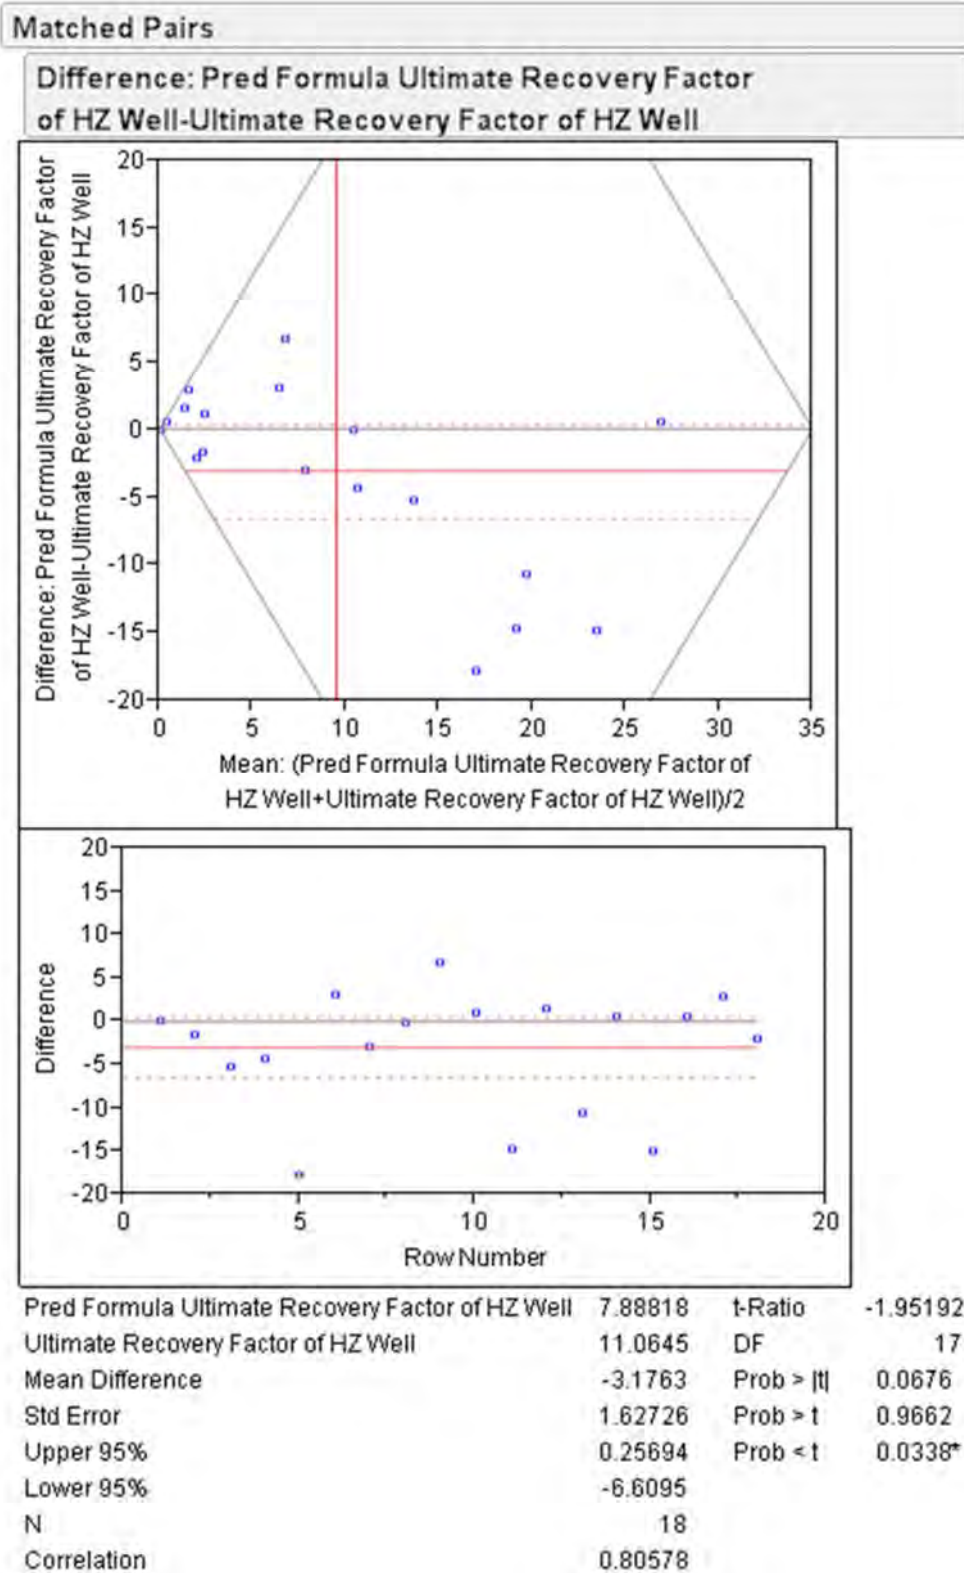 Matched Pairs
Difference: Pred Formula Ultimate Recovery Factor
of HZ Well-Ultimate Recovery Factor of HZ Well
Difference: Pred Formula Ultimate Recovery Factor
of HZ Well-Ultimate Recovery Factor of HZ Well
20
15
10
5
0
-5
-10
-15
-20
0 5 10 15 20 25 30 35
Mean: (Pred Formula Ultimate Recovery Factor of
HZ Well+Ultimate Recovery Factor of HZ Well)/2
Difference
20
15
10
5
0
-5
-10
-15
-20
0 5 10 15 20
Row Number
Pred Formula Ultimate Recovery Factor of HZ Well 7.88818 t-Ratio -1.95192
Ultimate Recovery Factor of HZ Well 11.0645 DF 17
Mean Difference -3.1763 Prob > |t| 0.0676
Std Error 1.62726 Prob > t 0.9662
Upper 95% 0.25694 Prob < t 0.0338*
Lower 95% -6.6095
N 18
Correlation 0.80578